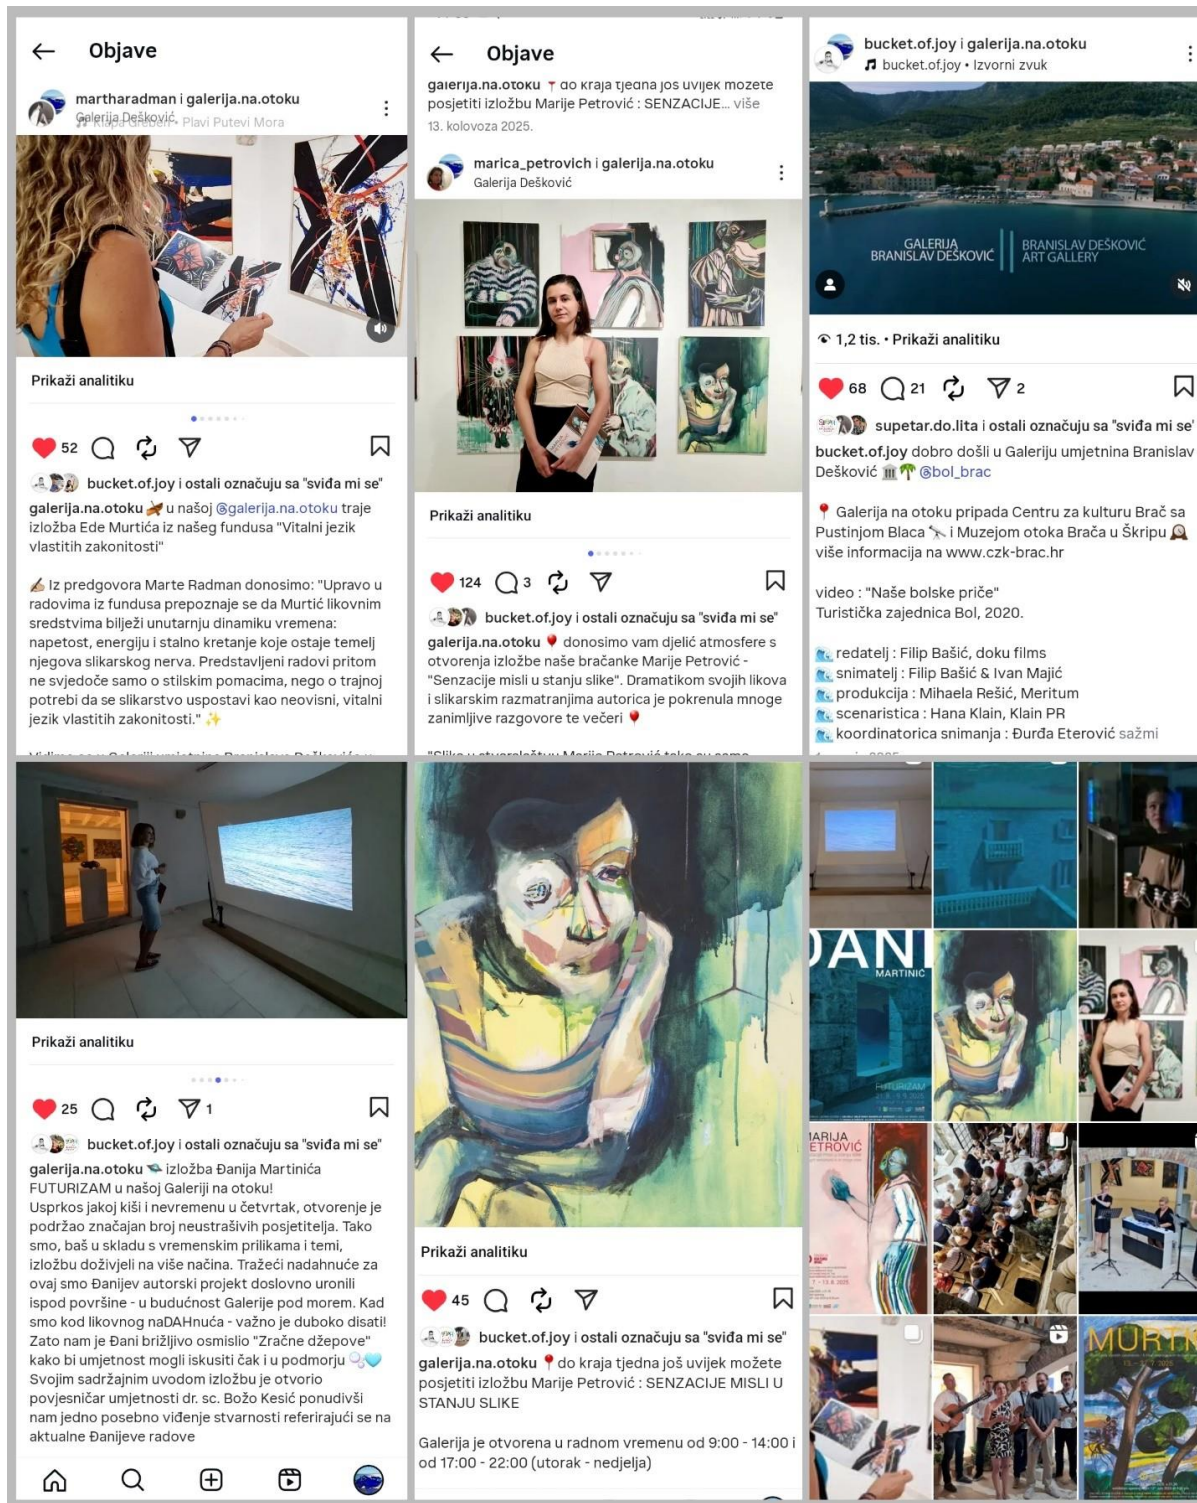 Objave
martharadman i galerija.na.otoku
Galerija Dešković
Klapa Greben • Plavi Putevi Mora
Prikaži analitiku
52
bucket.of.joy i ostali označuju sa "sviđa mi se"
galerija.na.otoku u našoj @galerija.na.otoku traje
izložba Ede Murtića iz našeg fundusa "Vitalni jezik
vlastitih zakonitosti"
Iz predgovora Marte Radman donosimo: "Upravo u
radovima iz fundusa prepoznaje se da Murtić likovnim
sredstvima bilježi unutarnju dinamiku vremena:
napetost, energiju i stalno kretanje koje ostaje temelj
njegova slikarskog nerva. Predstavljeni radovi pritom
ne svjedoče samo o stilskim pomacima, nego o trajnoj
potrebi da se slikarstvo uspostavi kao neovisni, vitalni
jezik vlastitih zakonitosti."
Objave
galerija.na.otoku do kraja tjedna još uvijek možete
posjetiti izložbu Marije Petrović : SENZACIJE... više
13. kolovoza 2025.
marica_petrovich i galerija.na.otoku
Galerija Dešković
Prikaži analitiku
124 3
bucket.of.joy i ostali označuju sa "sviđa mi se"
galerija.na.otoku donosimo vam djelić atmosfere s
otvorenja izložbe naše bračanke Marije Petrović -
"Senzacije misli u stanju slike". Dramatikom svojih likova
i slikarskim razmatranjima autorica je pokrenula mnoge
zanimljive razgovore te večeri
bucket.of.joy i galerija.na.otoku
bucket.of.joy • Izvorni zvuk
GALERIJA
BRANISLAV DEŠKOVIĆ
BRANISLAV DEŠKOVIĆ
ART GALLERY
1,2 tis. • Prikaži analitiku
68 21 2
supetar.do.lita i ostali označuju sa "sviđa mi se"
bucket.of.joy dobro došli u Galeriju umjetnina Branislav
Dešković @bol_brac
Galerija na otoku pripada Centru za kulturu Brač sa
Pustinjom Blaca i Muzejom otoka Brača u Škripu
više informacija na www.czk-brac.hr
video : "Naše bolske priče"
Turistička zajednica Bol, 2020.
redatelj : Filip Bašić, doku films
snimatelj : Filip Bašić & Ivan Majić
produkcija : Mihaela Rešić, Meritum
scenaristica : Hana Klain, Klain PR
koordinatorica snimanja : Đurđa Eterović sažmi
Prikaži analitiku
25 1
bucket.of.joy i ostali označuju sa "sviđa mi se"
galerija.na.otoku izložba Đanija Martinića
FUTURIZAM u našoj Galeriji na otoku!
Usprkos jakoj kiši i nevremenu u četvrtak, otvorenje je
podržao značajan broj neustrašivih posjetitelja. Tako
smo, baš u skladu s vremenskim prilikama i temi,
izložbu doživjeli na više načina. Tražeći nadahnuće za
ovaj smo Đanijev autorski projekt doslovno uronili
ispod površine - u budućnost Galerije pod morem. Kad
smo kod likovnog naDAHnuća - važno je duboko disati!
Zato nam je Đani brižljivo osmislio "Zračne džepove"
kako bi umjetnost mogli iskusiti čak i u podmorju
Svojim sadržajnim uvodom izložbu je otvorio
povjesničar umjetnosti dr. sc. Božo Kesić ponudivši
nam jedno posebno viđenje stvarnosti referirajući se na
aktualne Đanijeve radove
Prikaži analitiku
45
bucket.of.joy i ostali označuju sa "sviđa mi se"
galerija.na.otoku do kraja tjedna još uvijek možete
posjetiti izložbu Marije Petrović : SENZACIJE MISLI U
STANJU SLIKE
Galerija je otvorena u radnom vremenu od 9:00 - 14:00 i
od 17:00 - 22:00 (utorak - nedjelja)
ĐANI
MARTINIĆ
FUTURIZAM
MARIJA
PETROVIĆ